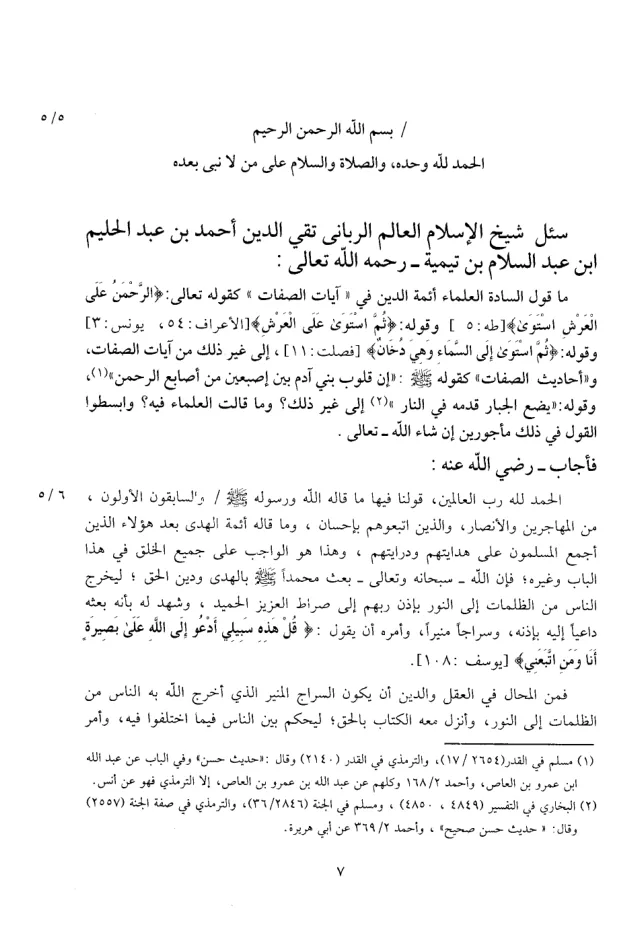 ٥/٥
/ بسم اللّه الرحمن الرحيم
الحمد للّه وحده، والصلاة والسلام على من لا نبى بعده
سئل شيخ الإسلام العالم الربانى تقي الدين أحمد بن عبد الحليم
ابن عبد السلام بن تيمية ـ رحمه اللّه تعالى :
ما قول السادة العلماء أئمة الدين في « آيات الصفات » كقوله تعالى:﴿الرَّحْمَنُ عَلَى
الْعَرْشِ اسْتَوَىٰ﴾[طه:٥ ] وقوله:﴿ثُمَّ اسْتَوَىٰ عَلَى الْعَرْشِ﴾[الأعراف:٥٤، يونس:٣]
وقوله:﴿ثُمَّ اسْتَوَىٰ إِلَى السَّمَاءِ وَهِيَ دُخَانٌ﴾ [فصلت:١١] ، إلى غير ذلك من آيات الصفات،
و«أحاديث الصفات» كقوله ﷺ :«إن قلوب بني آدم بين إصبعين من أصابع الرحمن»(١)،
وقوله:«يضع الجبار قدمه في النار »(٢) إلى غير ذلك؟ وما قالت العلماء فيه؟ وابسطوا
القول في ذلك مأجورين إن شاء اللّه ـ تعالى .
فأجاب ـ رضي اللّه عنه :
٥/٦
الحمد لله رب العالمين، قولنا فيها ما قاله اللّه ورسوله ﷺ / والسابقون الأولون ،
من المهاجرين والأنصار، والذين اتبعوهم بإحسان ، وما قاله أئمة الهدى بعد هؤلاء الذين
أجمع المسلمون على هدايتهم ودرايتهم ، وهذا هو الواجب على جميع الخلق في هذا
الباب وغيره؛ فإن اللّه ـ سبحانه وتعالى ـ بعث محمداً ﷺ بالهدى ودين الحق ؛ ليخرج
الناس من الظلمات إلى النور بإذن ربهم إلى صراط العزيز الحميد ، وشهد له بأنه بعثه
داعياً إليه بإذنه، وسراجاً منيراً، وأمره أن يقول :﴿ قُلْ هَذِهِ سَبِيلِي أَدْعُو إِلَى اللَّهِ عَلَىٰ بَصِيرَةٍ
أَنَا وَمَنِ اتَّبَعَنِي﴾ [يوسف :١٠٨].
فمن المحال في العقل والدين أن يكون السراج المنير الذي أخرج اللّه به الناس من
الظلمات إلى النور، وأنزل معه الكتاب بالحق؛ ليحكم بين الناس فيما اختلفوا فيه، وأمر
(١) مسلم في القدر(١٧/٢٦٥٤)، والترمذي في القدر (٢١٤٠) وقال :«حديث حسن» وفي الباب عن عبد الله
ابن عمرو بن العاص، وأحمد ١٦٨/٢ وكلهم عن عبد الله بن عمرو بن العاص، إلا الترمذي فهو عن أنس.
(٢) البخاري في التفسير (٤٨٤٩ ، ٤٨٥٠) ، ومسلم في الجنة (٣٦/٢٨٤٦)، والترمذي في صفة الجنة (٢٥٥٧)
وقال: « حديث حسن صحيح» ، وأحمد ٣٦٩/٢ عن أبي هريرة.
٧